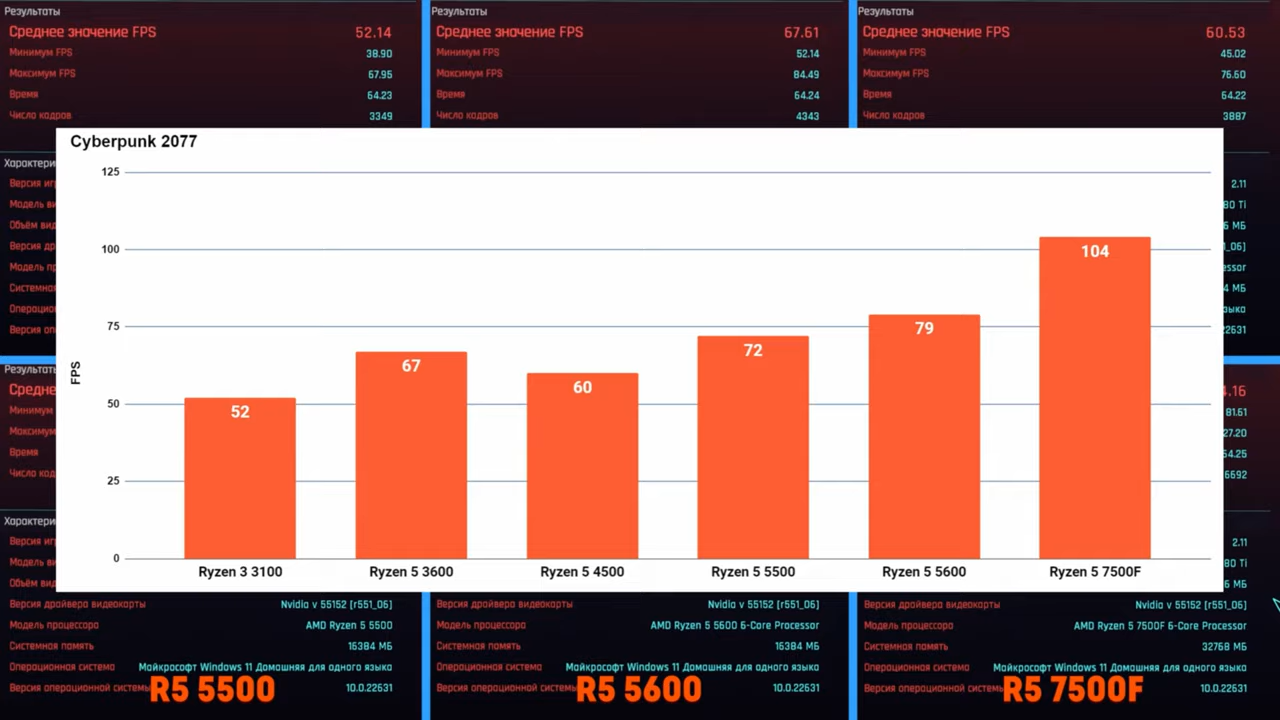 Результаты
Среднее значение FPS 52.14
Минимум FPS 38.90
Максимум FPS 67.95
Время 64.23
Число кадров 3349
Результаты
Среднее значение FPS 67.61
Минимум FPS 52.14
Максимум FPS 84.49
Время 64.24
Число кадров 4343
Результаты
Среднее значение FPS 60.53
Минимум FPS 45.02
Максимум FPS 76.60
Время 64.22
Число кадров 3887
Cyberpunk 2077
125
100
75
50
25
0
FPS
52
67
60
72
79
104
Ryzen 3 3100
Ryzen 5 3600
Ryzen 5 4500
Ryzen 5 5500
Ryzen 5 5600
Ryzen 5 7500F
2.11
81.61
6692
2.11
Версия драйвера видеокарты Nvidia v 55152 [r551_06]
Модель процессора AMD Ryzen 5 5500
Системная память 16384 МБ
Операционная система Майкрософт Windows 11 Домашняя для одного языка
Версия операционной системы 10.0.22631
R5 5500
Версия драйвера видеокарты Nvidia v 55152 [r551_06]
Модель процессора AMD Ryzen 5 5600 6-Core Processor
Системная память 16384 МБ
Операционная система Майкрософт Windows 11 Домашняя для одного языка
Версия операционной системы 10.0.22631
R5 5600
Версия драйвера видеокарты Nvidia v 55152 [r551_06]
Модель процессора AMD Ryzen 5 7500F 6-Core Processor
Системная память 32768 МБ
Операционная система Майкрософт Windows 11 Домашняя для одного языка
Версия операционной системы 10.0.22631
R5 7500F